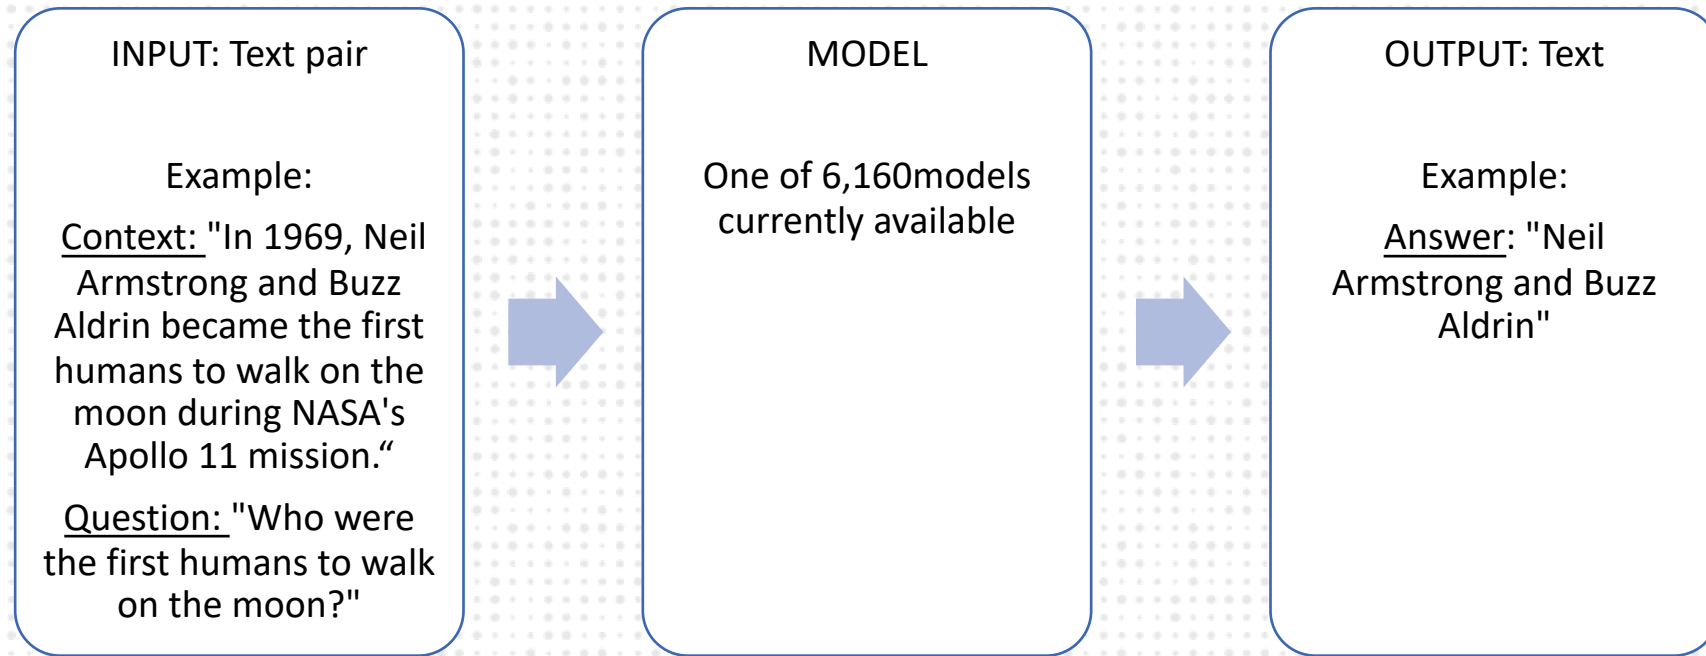 INPUT: Text pair
Example:
Context: "In 1969, Neil
Armstrong and Buzz
Aldrin became the first
humans to walk on the
moon during NASA's
Apollo 11 mission.“
Question: "Who were
the first humans to walk
on the moon?"
MODEL
One of 6,160models
currently available
OUTPUT: Text
Example:
Answer: "Neil
Armstrong and Buzz
Aldrin"